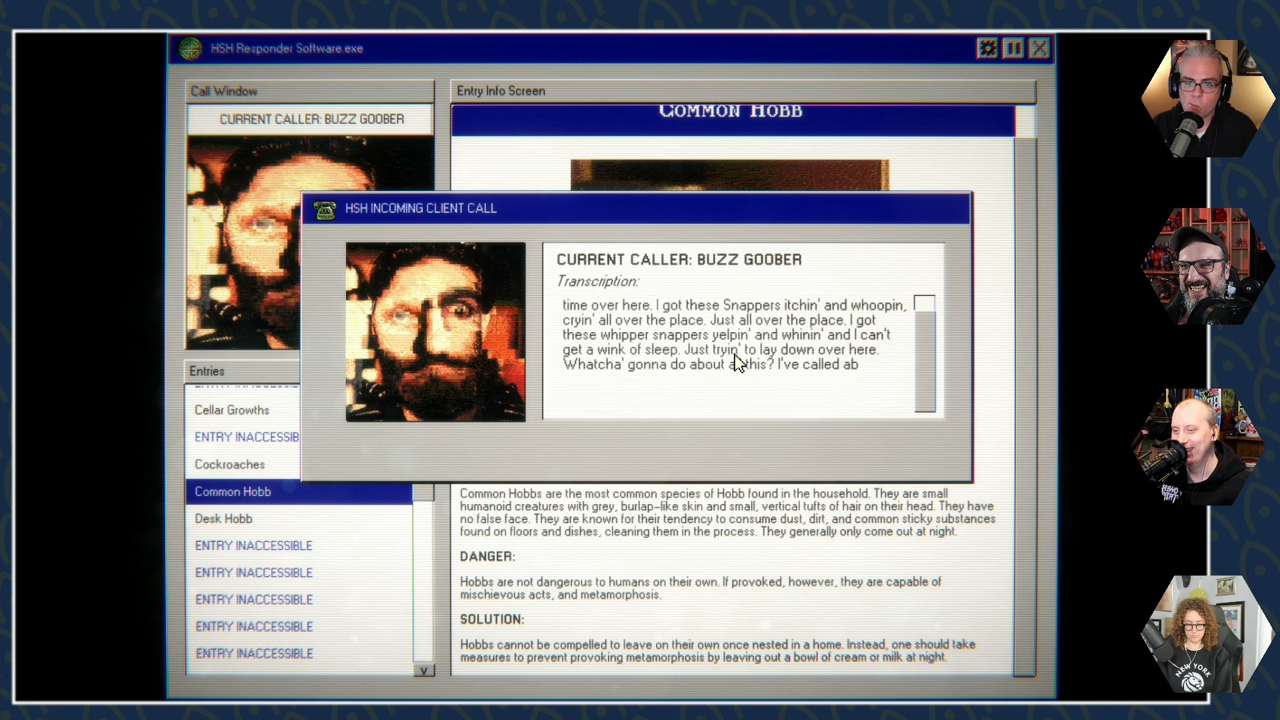 HSH Responder Software.exe
Call Window
CURRENT CALLER: BUZZ GOOBER
Entries
Cellar Growths
ENTRY INACCESSIB
Cockroaches
Common Hobb
Desk Hobb
ENTRY INACCESSIBLE
ENTRY INACCESSIBLE
ENTRY INACCESSIBLE
ENTRY INACCESSIBLE
ENTRY INACCESSIBLE
Entry Info Screen
COMMON HOBB
HSH INCOMING CLIENT CALL
CURRENT CALLER: BUZZ GOOBER
Transcription:
time over here. I got these Snappers itchin' and whoopin,
cryin' all over the place. Just all over the place. I got
these whipper snappers yelpin' and whinin' and I can't
get a wink of sleep. Just tryin' to lay down over here.
Whatcha' gonna do about this? I've called ab
Common Hobbs are the most common species of Hobb found in the household. They are small
humanoid creatures with grey, burlap-like skin and small, vertical tufts of hair on their head. They have
no false face. They are known for their tendency to consume dust, dirt, and common sticky substances
found on floors and dishes, cleaning them in the process. They generally only come out at night.
DANGER:
Hobbs are not dangerous to humans on their own. If provoked, however, they are capable of
mischievous acts, and metamorphosis.
SOLUTION:
Hobbs cannot be compelled to leave on their own once nested in a home. Instead, one should take
measures to prevent provoking metamorphosis by leaving out a bowl of cream or milk at night.
NEW YORK